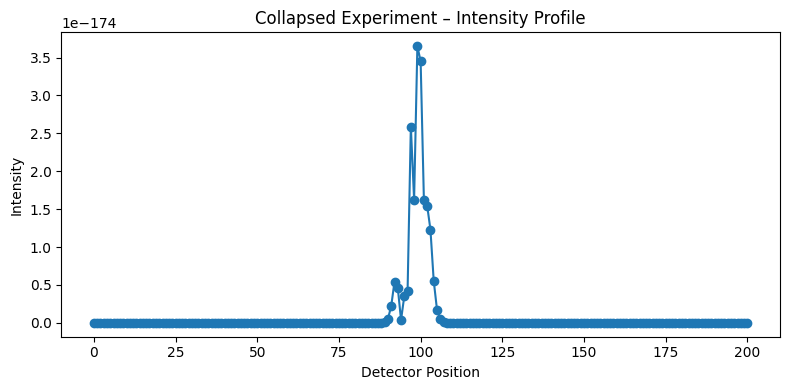 Collapsed Experiment – Intensity Profile
1e−174
3.5
3.0
2.5
2.0
1.5
1.0
0.5
0.0
Intensity
0 25 50 75 100 125 150 175 200
Detector Position